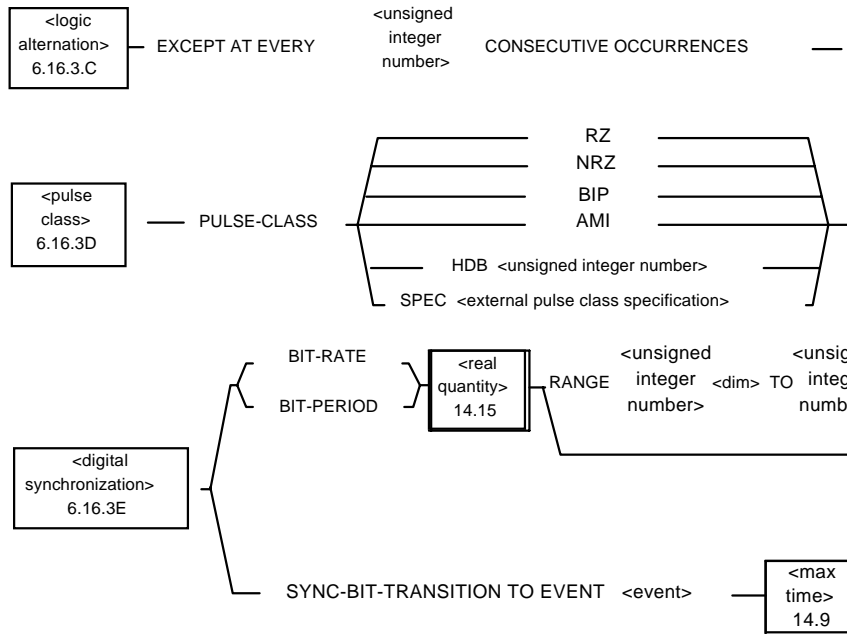 <logic
alternation>
6.16.3.C
EXCEPT AT EVERY
<unsigned
integer
number>
CONSECUTIVE OCCURRENCES
<pulse
class>
6.16.3D
PULSE-CLASS
RZ
NRZ
BIP
AMI
HDB <unsigned integer number>
SPEC <external pulse class specification>
<digital
synchronization>
6.16.3E
BIT-RATE
BIT-PERIOD
<real
quantity>
14.15
RANGE
<unsigned
integer
number>
<dim> TO
<unsig
integ
numb
SYNC-BIT-TRANSITION TO EVENT <event>
<max
time>
14.9